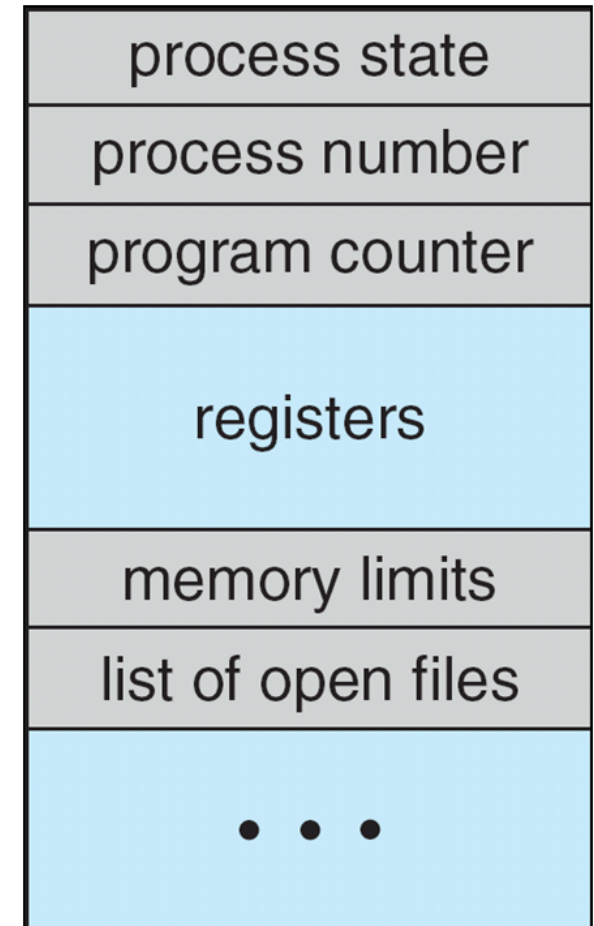 process state
process number
program counter
registers
memory limits
list of open files
• • •